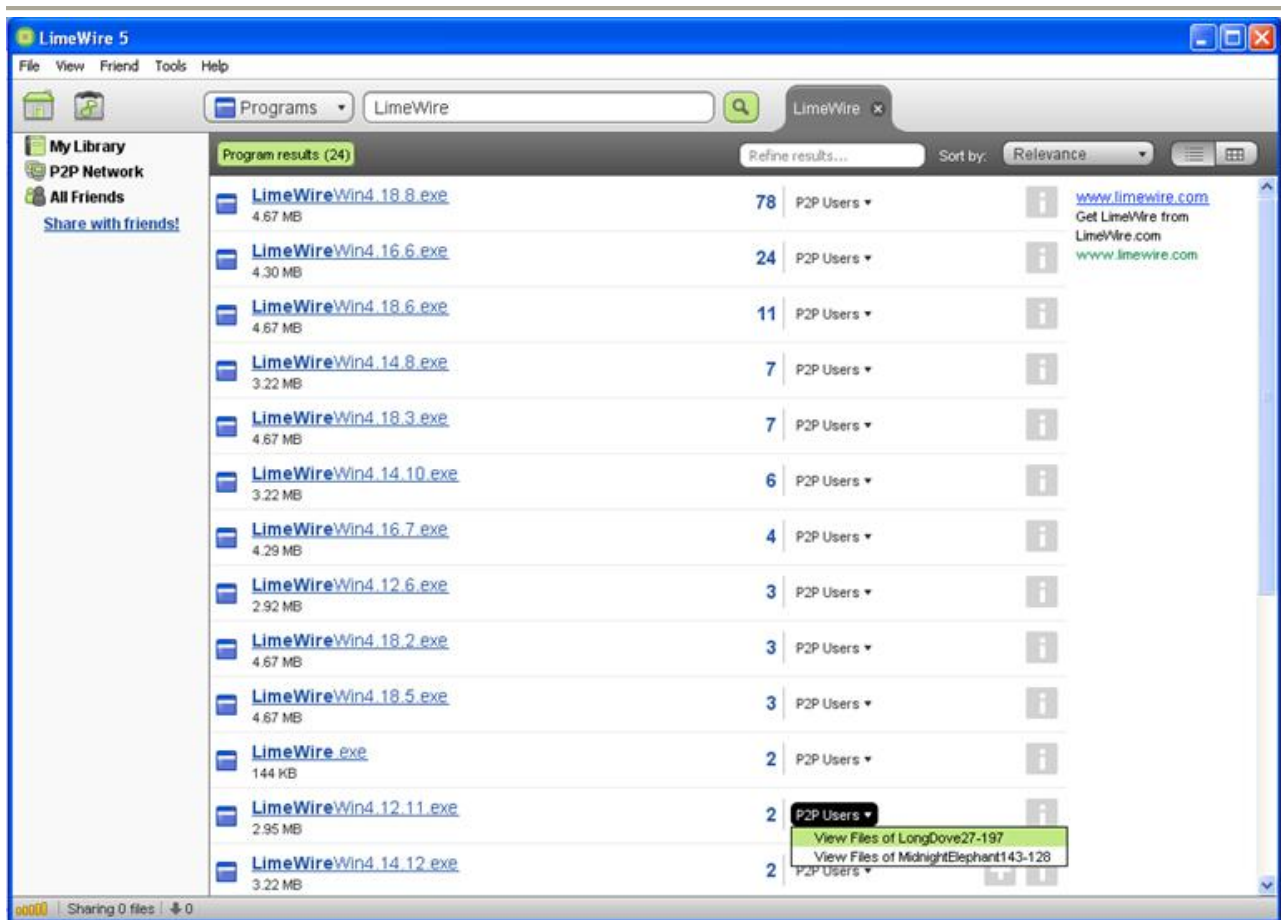 LimeWire 5
File View Friend Tools Help
Programs LimeWire LimeWire
My Library
P2P Network
All Friends
Share with friends!
Program results (24) Refine results... Sort by: Relevance
LimeWireWin4.18.8.exe 78 P2P Users
4.67 MB
LimeWireWin4.16.6.exe 24 P2P Users
4.30 MB
LimeWireWin4.18.6.exe 11 P2P Users
4.67 MB
LimeWireWin4.14.8.exe 7 P2P Users
3.22 MB
LimeWireWin4.18.3.exe 7 P2P Users
4.67 MB
LimeWireWin4.14.10.exe 6 P2P Users
3.22 MB
LimeWireWin4.16.7.exe 4 P2P Users
4.29 MB
LimeWireWin4.12.6.exe 3 P2P Users
2.92 MB
LimeWireWin4.18.2.exe 3 P2P Users
4.67 MB
LimeWireWin4.18.5.exe 3 P2P Users
4.67 MB
LimeWire.exe 2 P2P Users
144 KB
LimeWireWin4.12.11.exe 2 P2P Users
2.95 MB
View Files of LongDove27-197
View Files of MidnightElephant143-128
LimeWireWin4.14.12.exe 2 P2P Users
3.22 MB
www.limewire.com
Get LimeWire from
LimeWire.com
www.limewire.com
Sharing 0 files 0